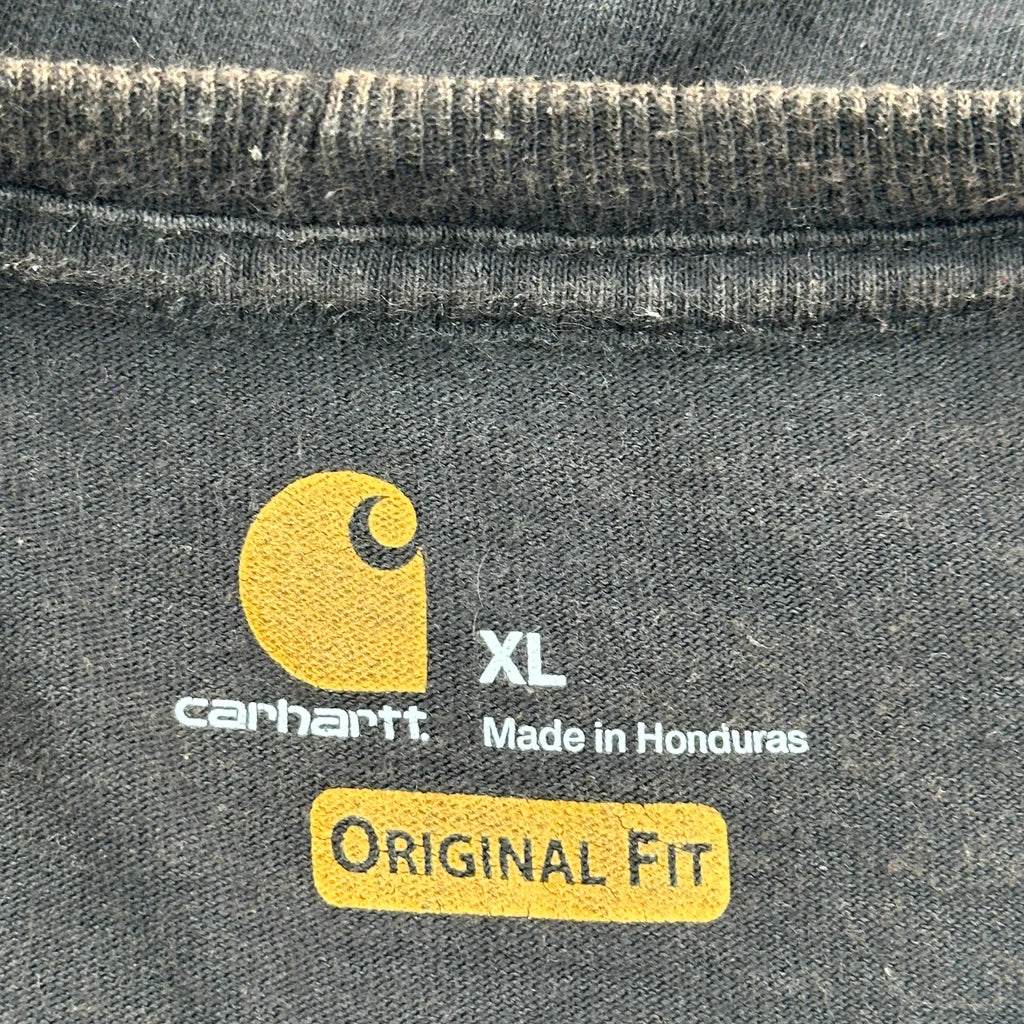 XL
carhartt.
Made in Honduras
ORIGINAL FIT